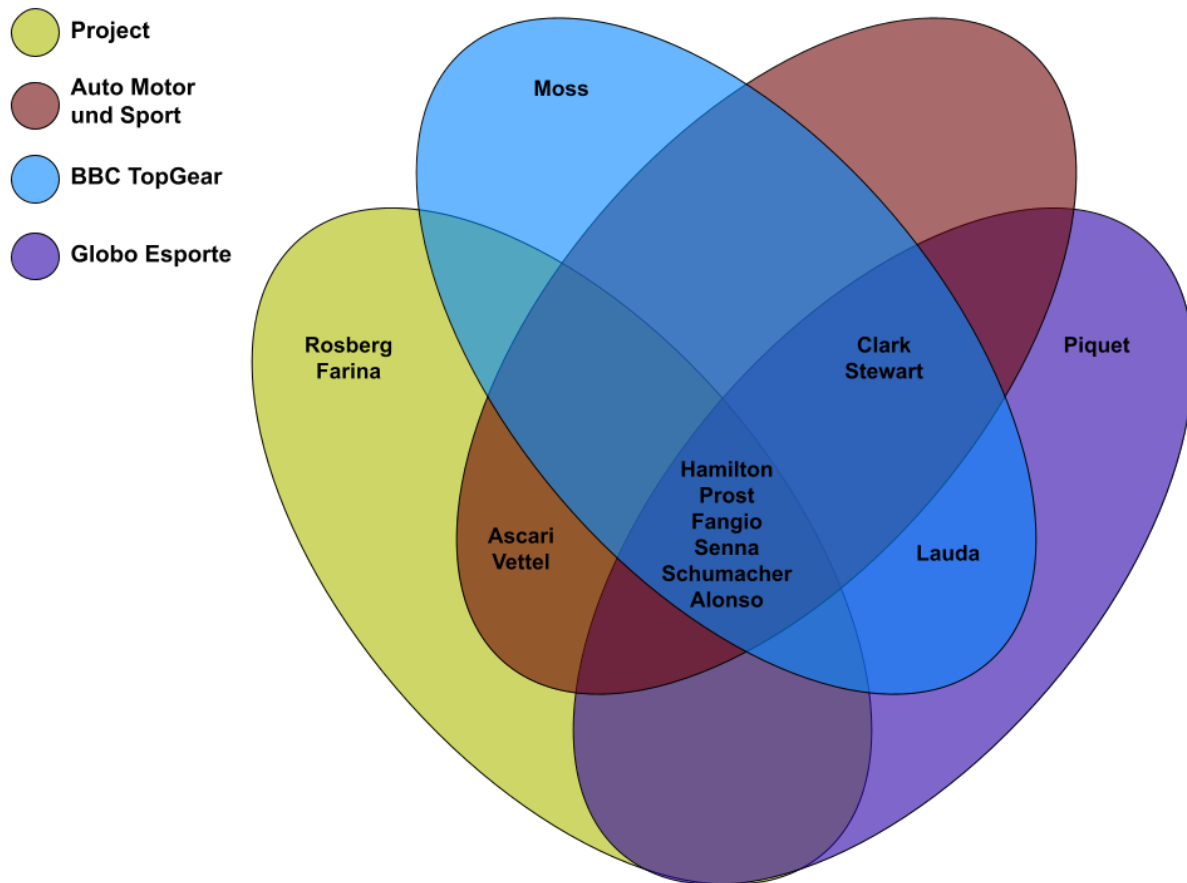 Project
Auto Motor
und Sport
BBC TopGear
Globo Esporte
Moss
Rosberg
Farina
Clark
Stewart
Piquet
Hamilton
Prost
Fangio
Senna
Schumacher
Alonso
Ascari
Vettel
Lauda